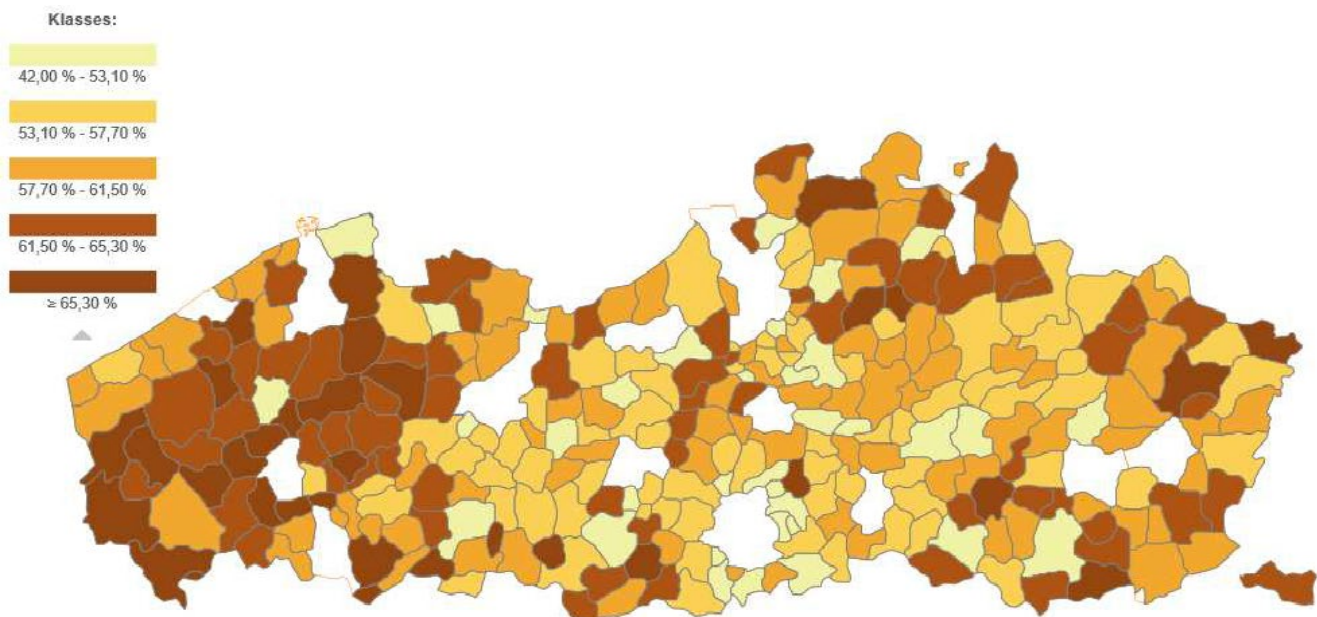 Klasses:
42,00 % - 53,10 %
53,10 % - 57,70 %
57,70 % - 61,50 %
61,50 % - 65,30 %
≥ 65,30 %